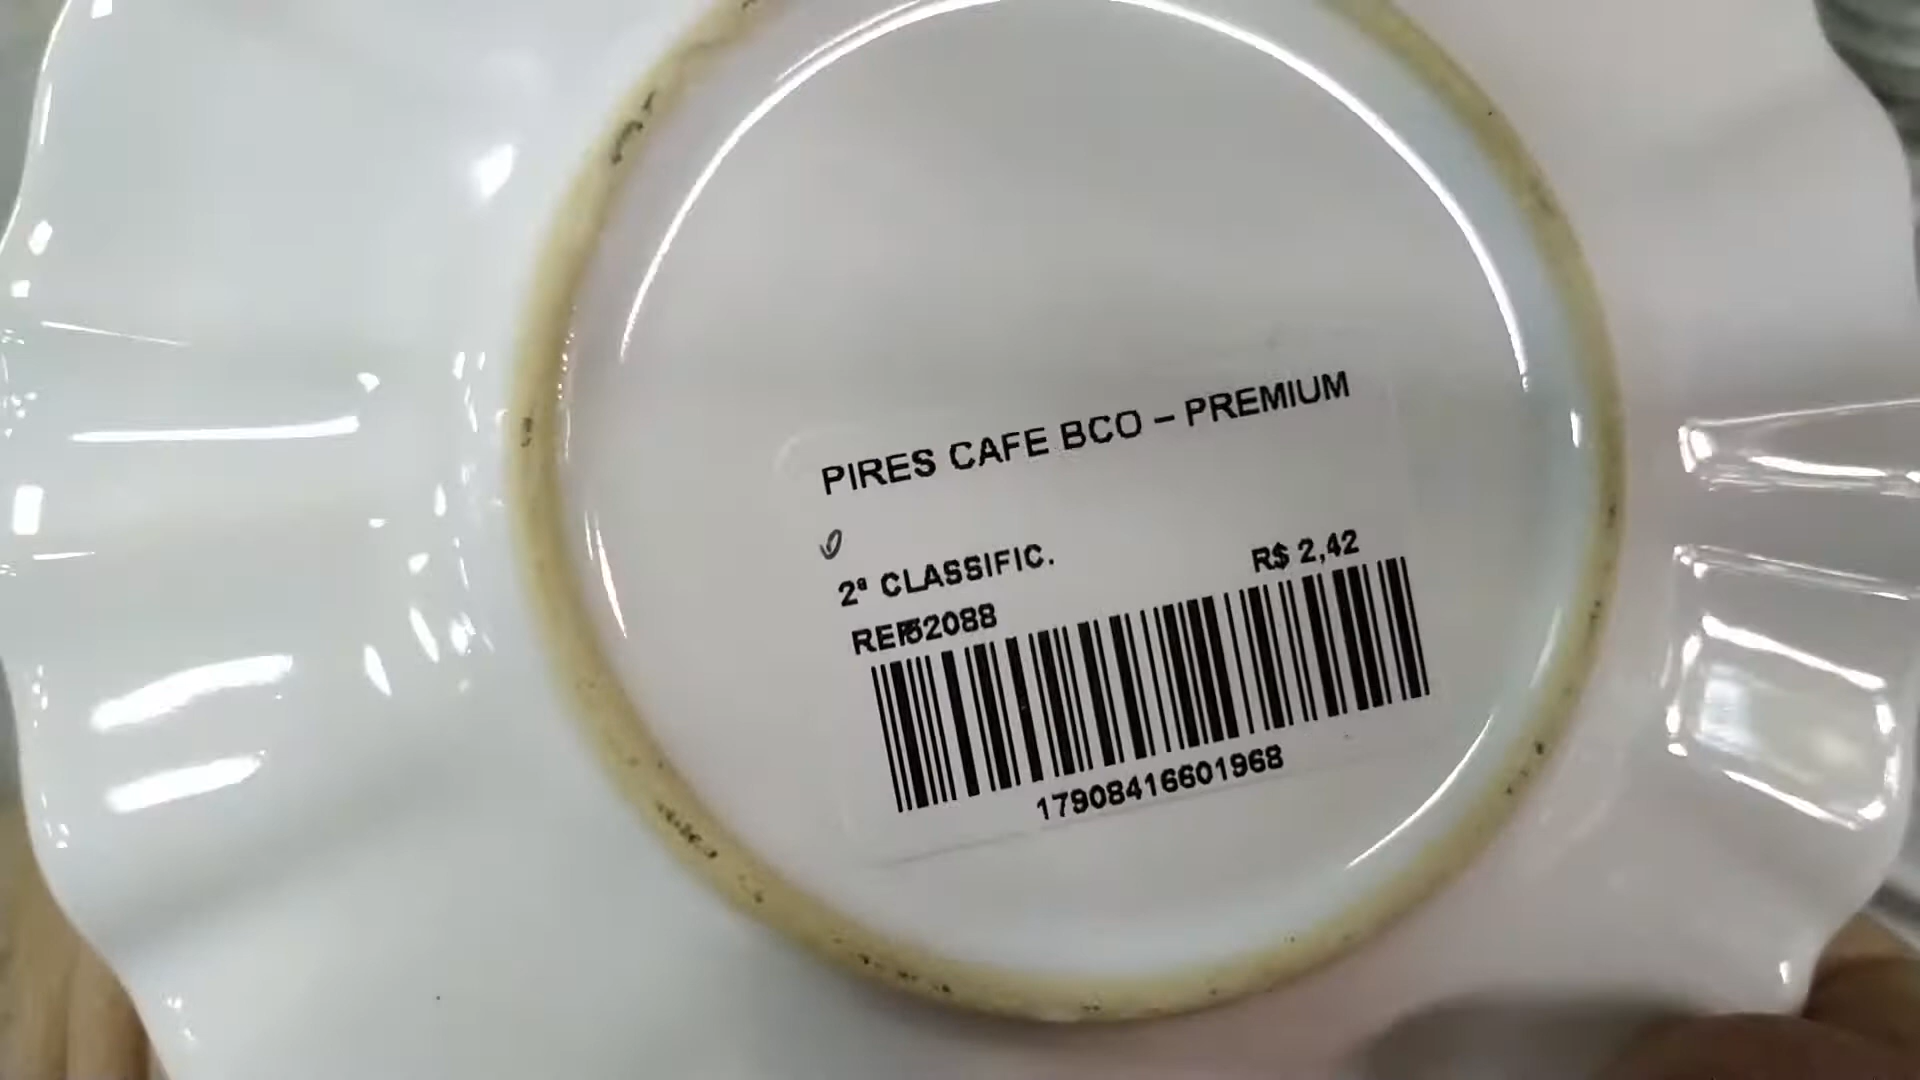 PIRES CAFE BCO – PREMIUM
2ª CLASSIFIC.
R$ 2,42
17908416601968